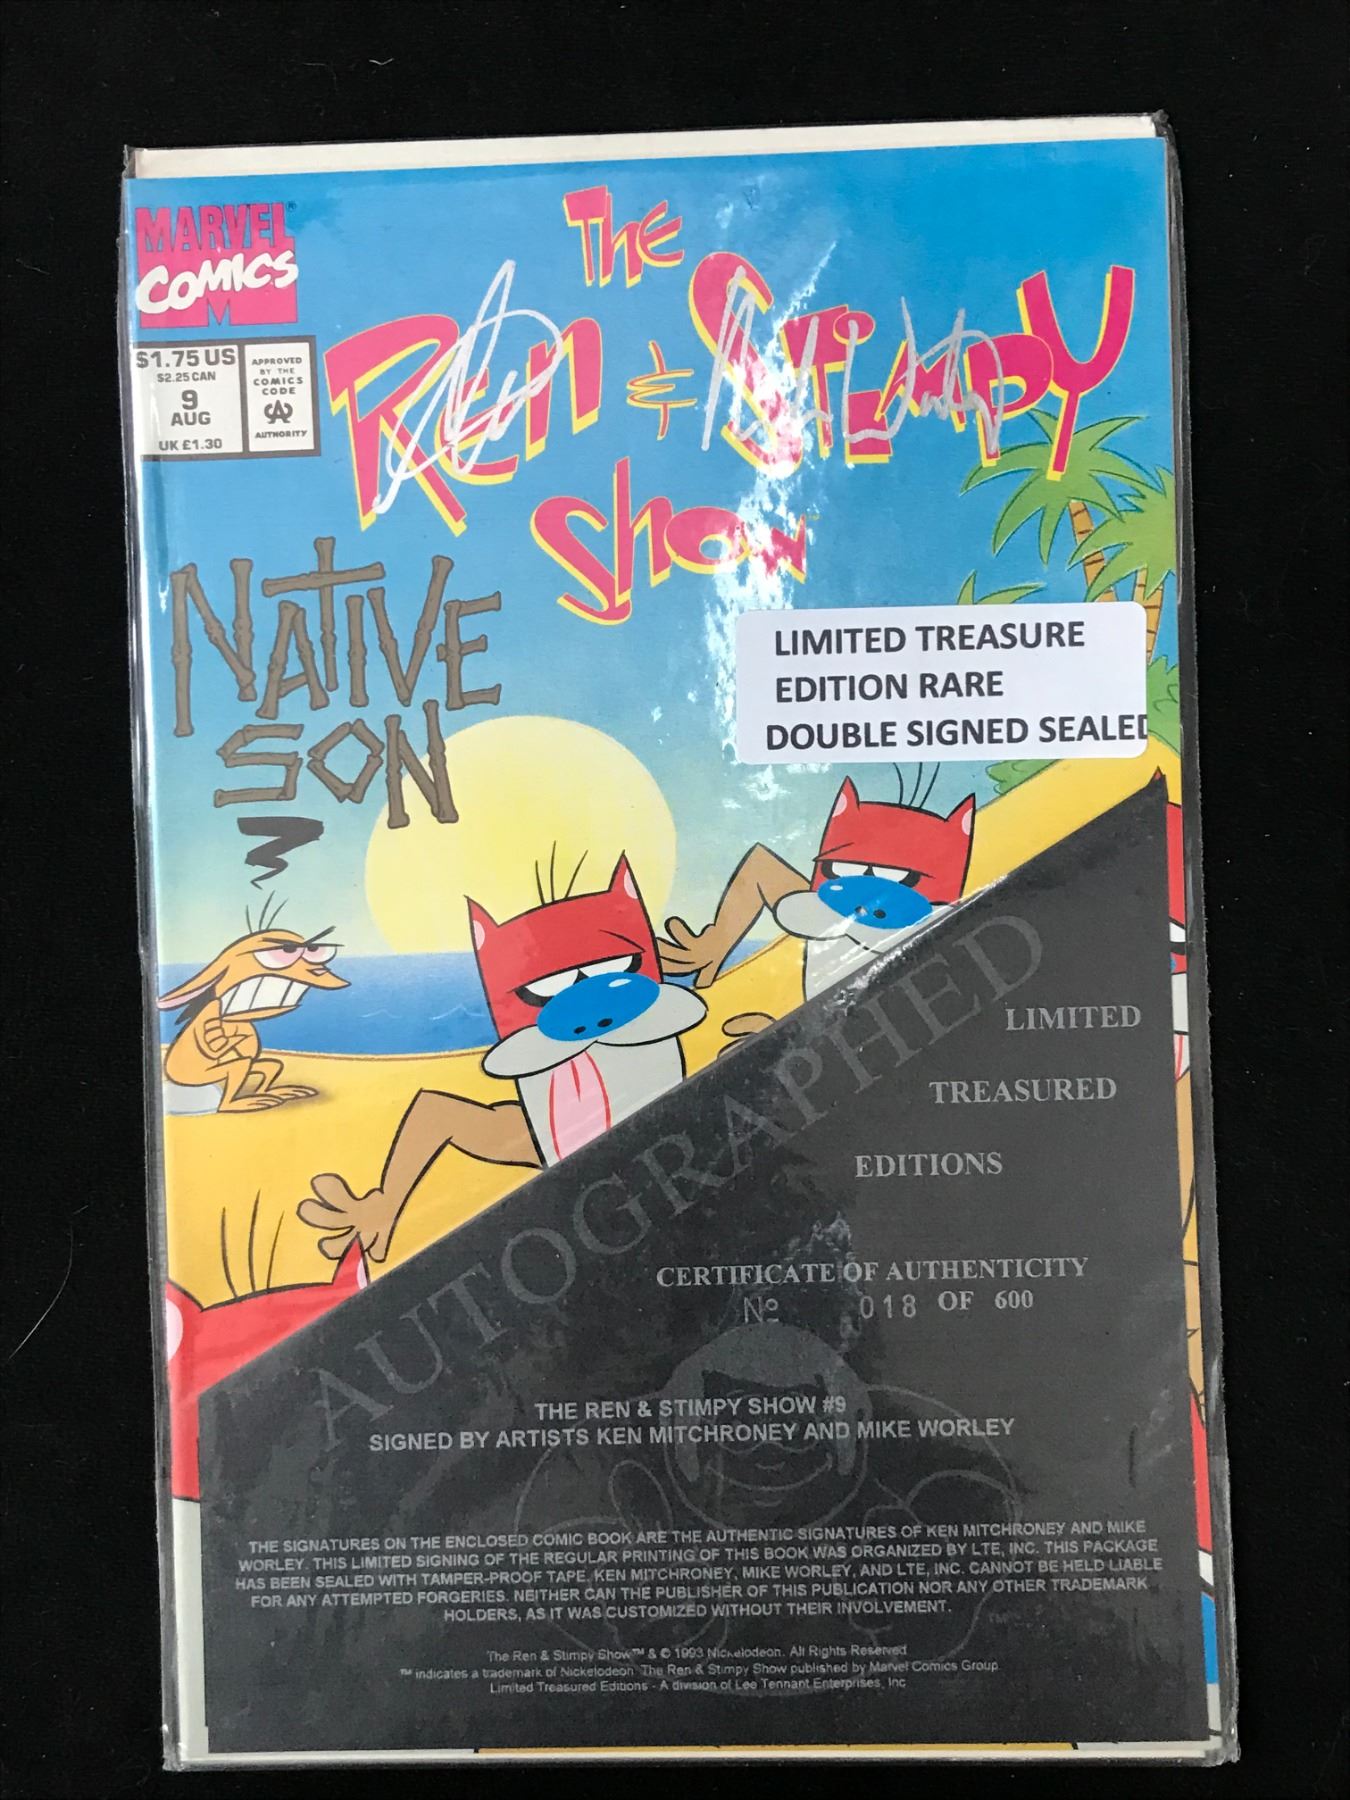 MARVEL®
COMICS
M
$1.75 US
$2.25 CAN
9
AUG
UK £1.30
APPROVED
BY THE
COMICS
CODE
CA
AUTHORITY
The
Ren & Stimpy
Show™
NATIVE
SON
LIMITED TREASURE
EDITION RARE
DOUBLE SIGNED SEALED
AUTOGRAPHED
LIMITED
TREASURED
EDITIONS
CERTIFICATE OF AUTHENTICITY
Nº 018 OF 600
THE REN & STIMPY SHOW #9
SIGNED BY ARTISTS KEN MITCHRONEY AND MIKE WORLEY
THE SIGNATURES ON THE ENCLOSED COMIC BOOK ARE THE AUTHENTIC SIGNATURES OF KEN MITCHRONEY AND MIKE
WORLEY. THIS LIMITED SIGNING OF THE REGULAR PRINTING OF THIS BOOK WAS ORGANIZED BY LTE, INC. THIS PACKAGE
HAS BEEN SEALED WITH TAMPER-PROOF TAPE. KEN MITCHRONEY, MIKE WORLEY, AND LTE, INC. CANNOT BE HELD LIABLE
FOR ANY ATTEMPTED FORGERIES. NEITHER CAN THE PUBLISHER OF THIS PUBLICATION NOR ANY OTHER TRADEMARK
HOLDERS, AS IT WAS CUSTOMIZED WITHOUT THEIR INVOLVEMENT.
The Ren & Stimpy Show™ & © 1993 Nickelodeon. All Rights Reserved
™ indicates a trademark of Nickelodeon. The Ren & Stimpy Show published by Marvel Comics Group.
Limited Treasured Editions - A division of Lee Tennant Enterprises, Inc